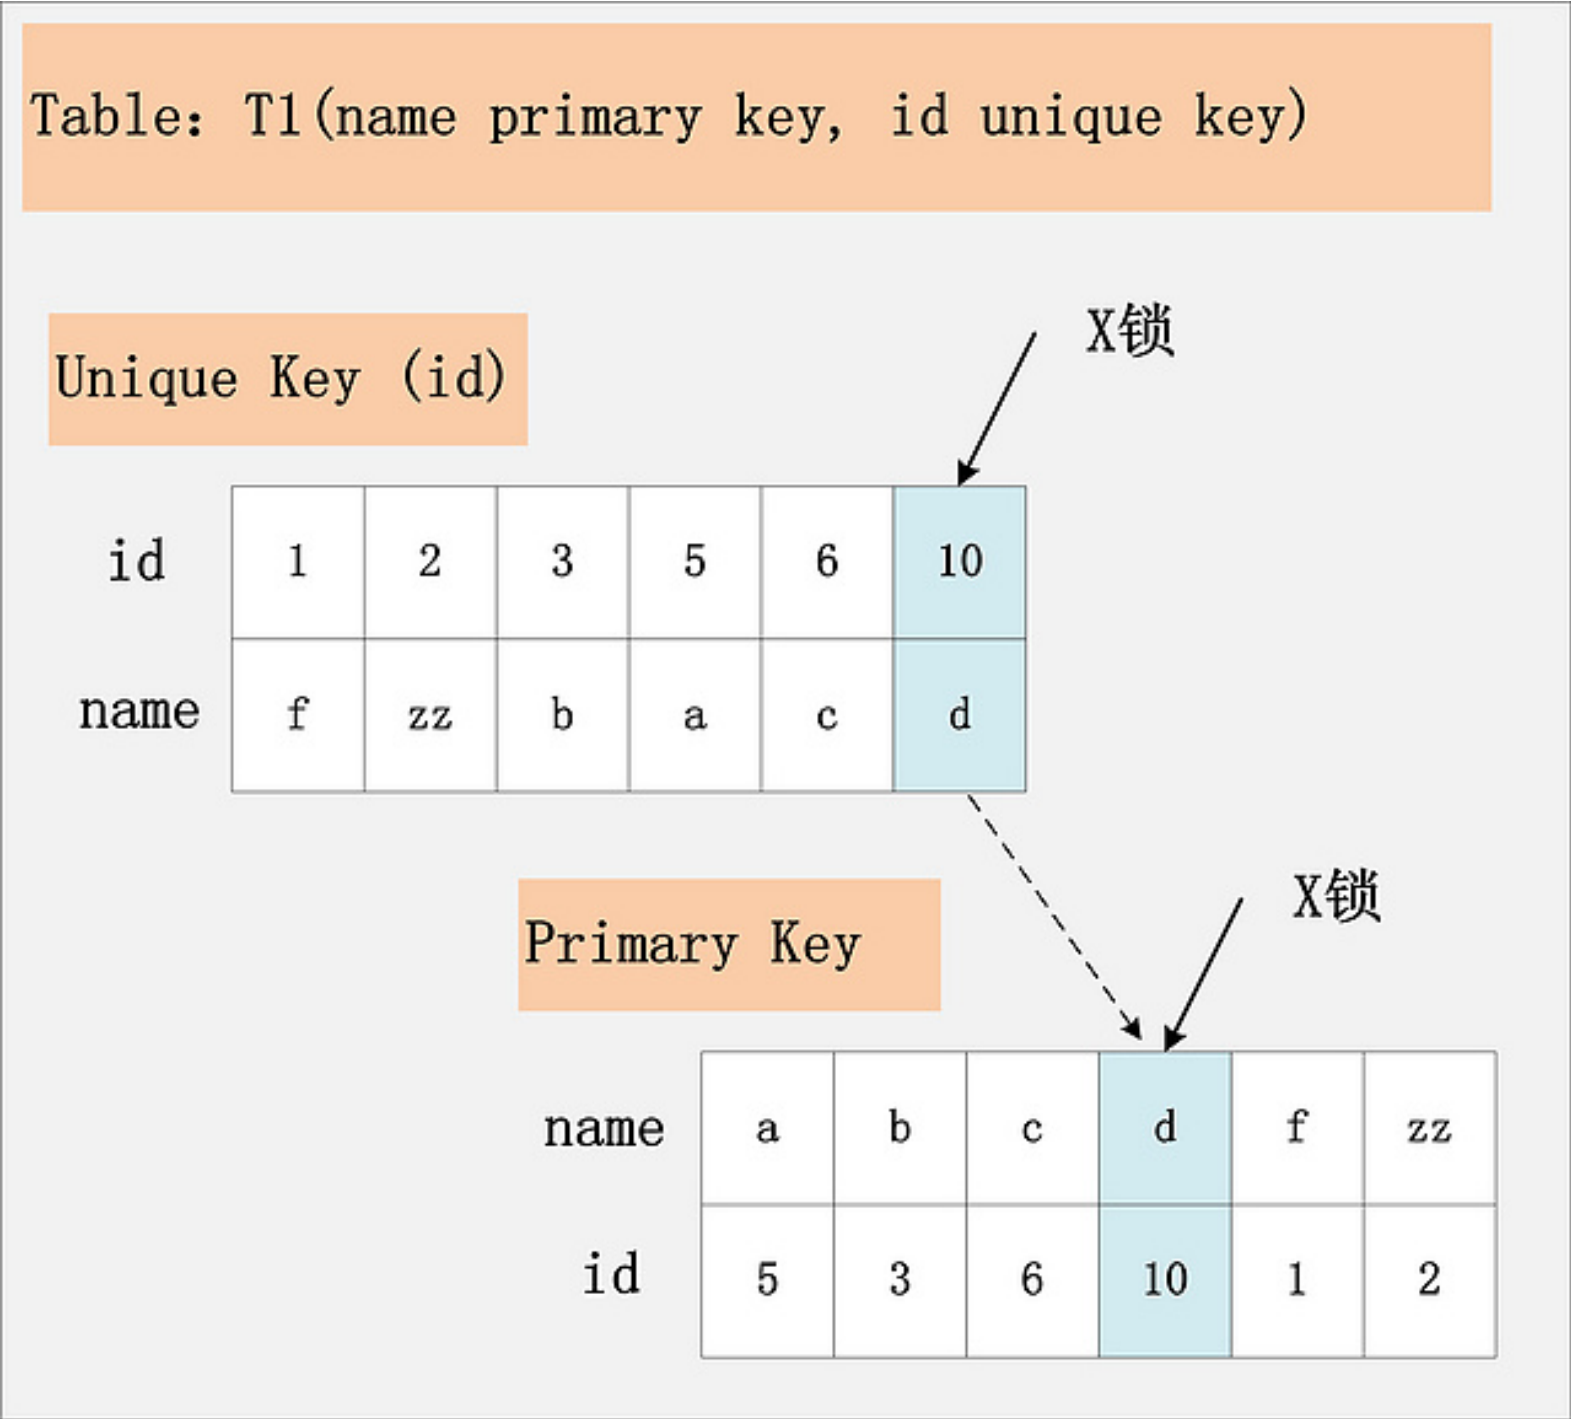 Table：T1(name primary key, id unique key)
X锁
Unique Key (id)
id 1 2 3 5 6 10
name f zz b a c d
X锁
Primary Key
name a b c d f zz
id 5 3 6 10 1 2